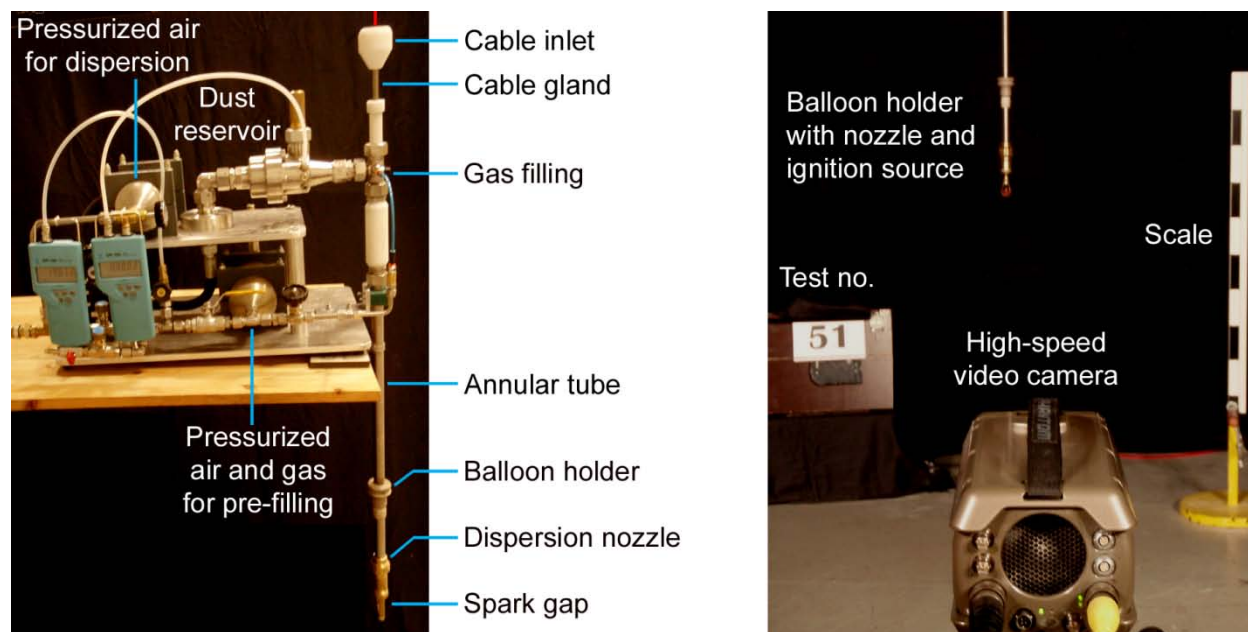 Pressurized air
for dispersion
Dust
reservoir
Cable inlet
Cable gland
Gas filling
Annular tube
Pressurized
air and gas
for pre-filling
Balloon holder
Dispersion nozzle
Spark gap
Balloon holder
with nozzle and
ignition source
Scale
Test no.
51
High-speed
video camera
PHOTRON